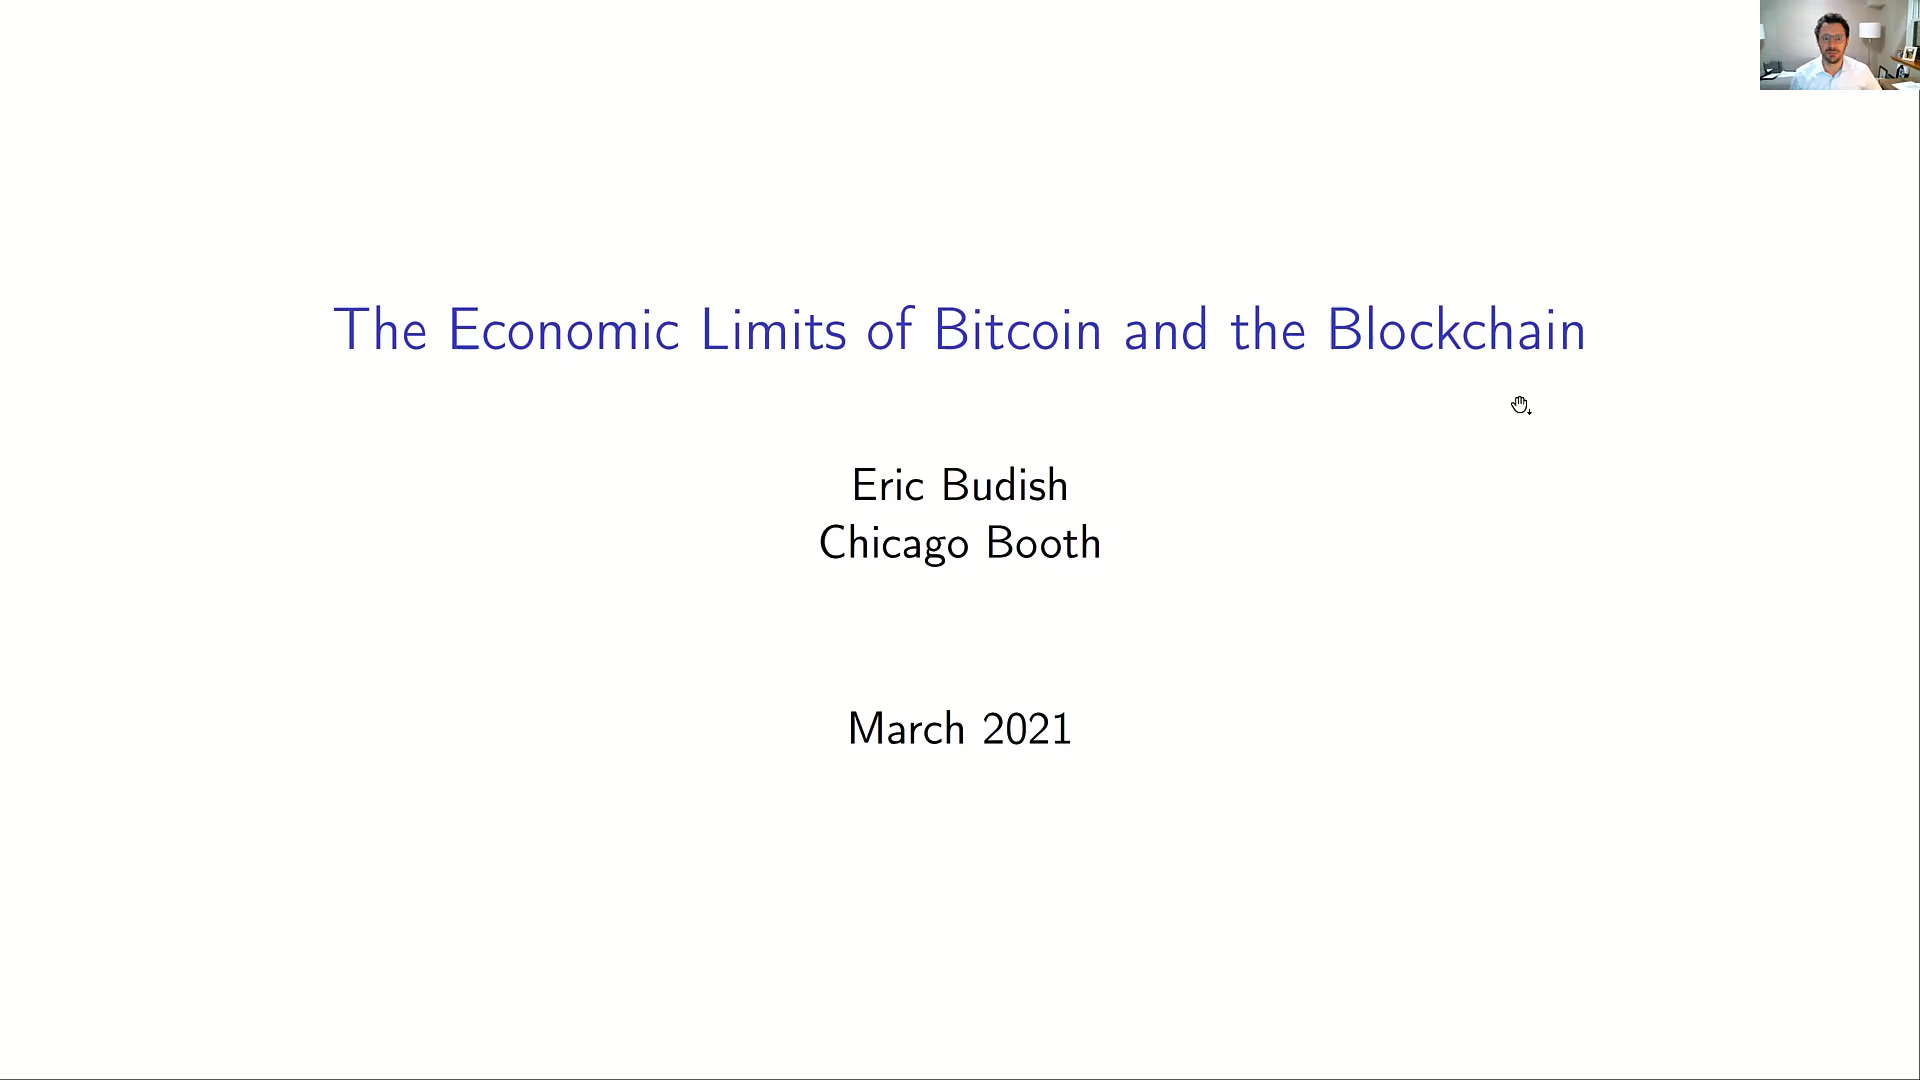 The Economic Limits of Bitcoin and the Blockchain
Eric Budish
Chicago Booth
March 2021